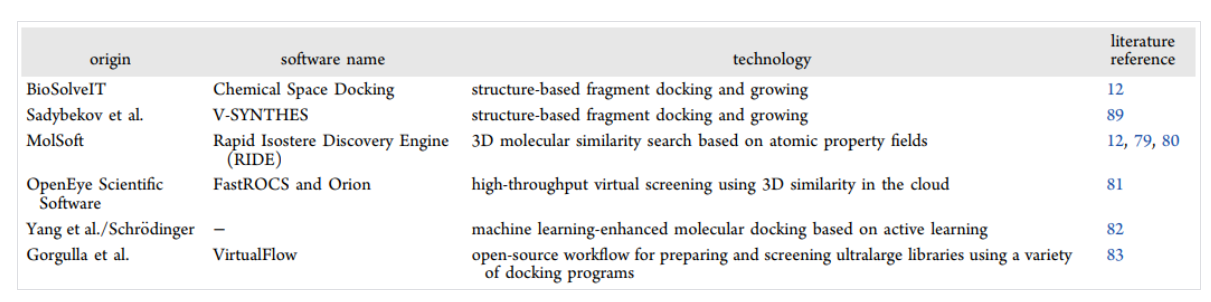 literature
origin software name technology reference
BioSolveIT Chemical Space Docking structure-based fragment docking and growing 12
Sadybekov et al. V-SYNTHES structure-based fragment docking and growing 89
MolSoft Rapid Isostere Discovery Engine 3D molecular similarity search based on atomic property fields 12, 79, 80
(RIDE)
OpenEye Scientific FastROCS and Orion high-throughput virtual screening using 3D similarity in the cloud 81
Software
Yang et al./Schrödinger − machine learning-enhanced molecular docking based on active learning 82
Gorgulla et al. VirtualFlow open-source workflow for preparing and screening ultralarge libraries using a variety 83
of docking programs